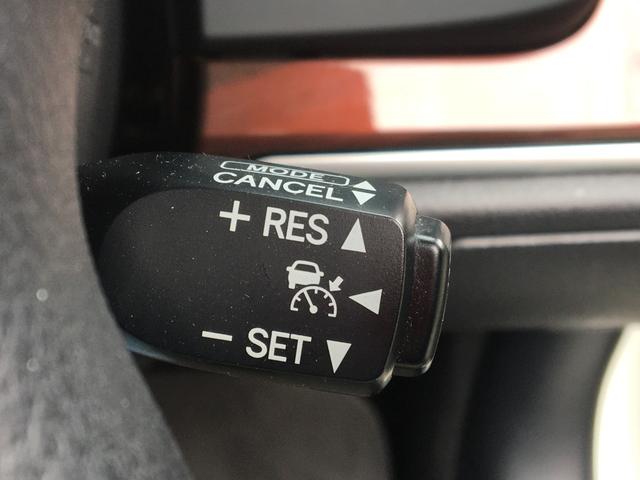 MODE
CANCEL
+ RES
− SET